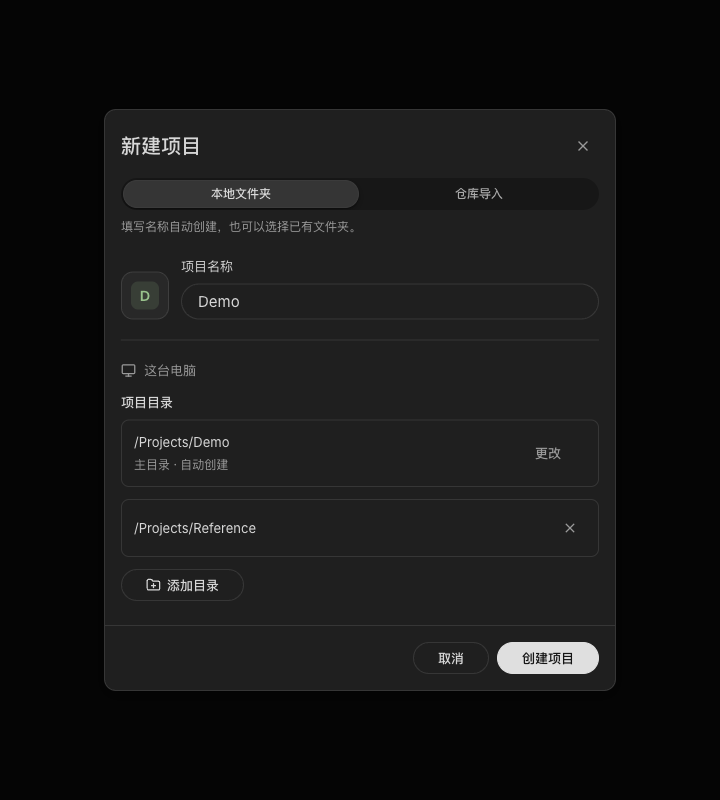 新建项目
本地文件夹
仓库导入
填写名称自动创建，也可以选择已有文件夹。
项目名称
D
Demo
这台电脑
项目目录
/Projects/Demo
更改
主目录 · 自动创建
/Projects/Reference
添加目录
取消
创建项目